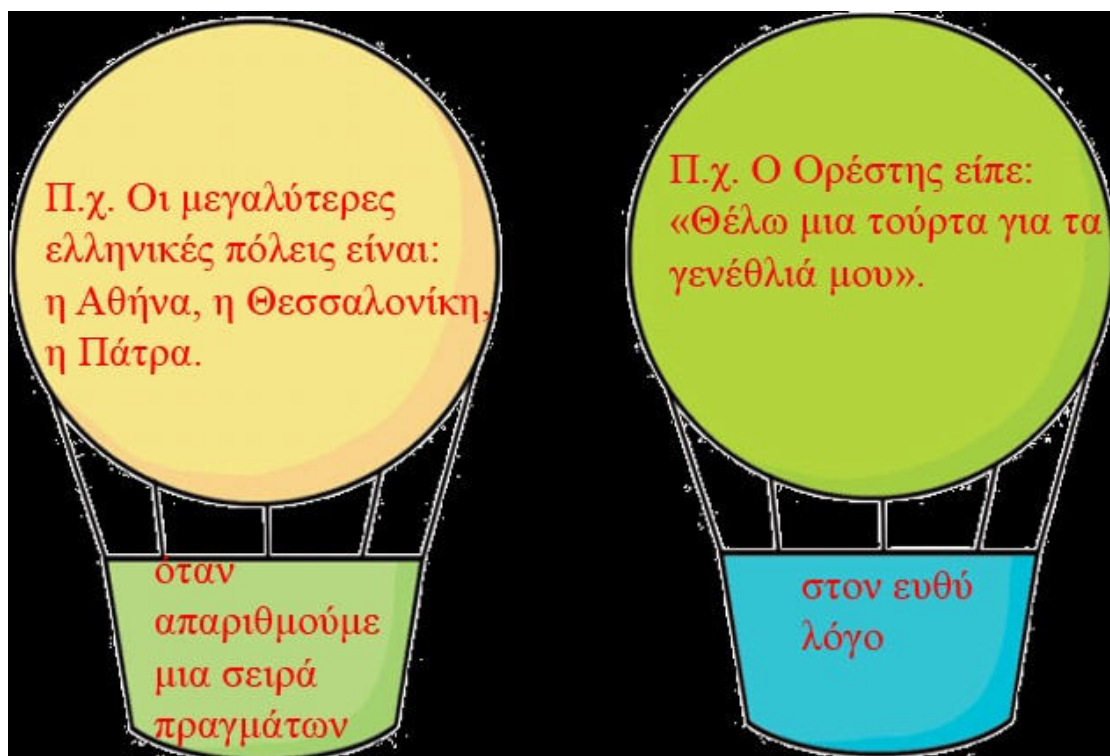 Π.χ. Οι μεγαλύτερες
ελληνικές πόλεις είναι:
η Αθήνα, η Θεσσαλονίκη,
η Πάτρα.
όταν
απαριθμούμε
μια σειρά
πραγμάτων
Π.χ. Ο Ορέστης είπε:
«Θέλω μια τούρτα για τα
γενέθλιά μου».
στον ευθύ
λόγο